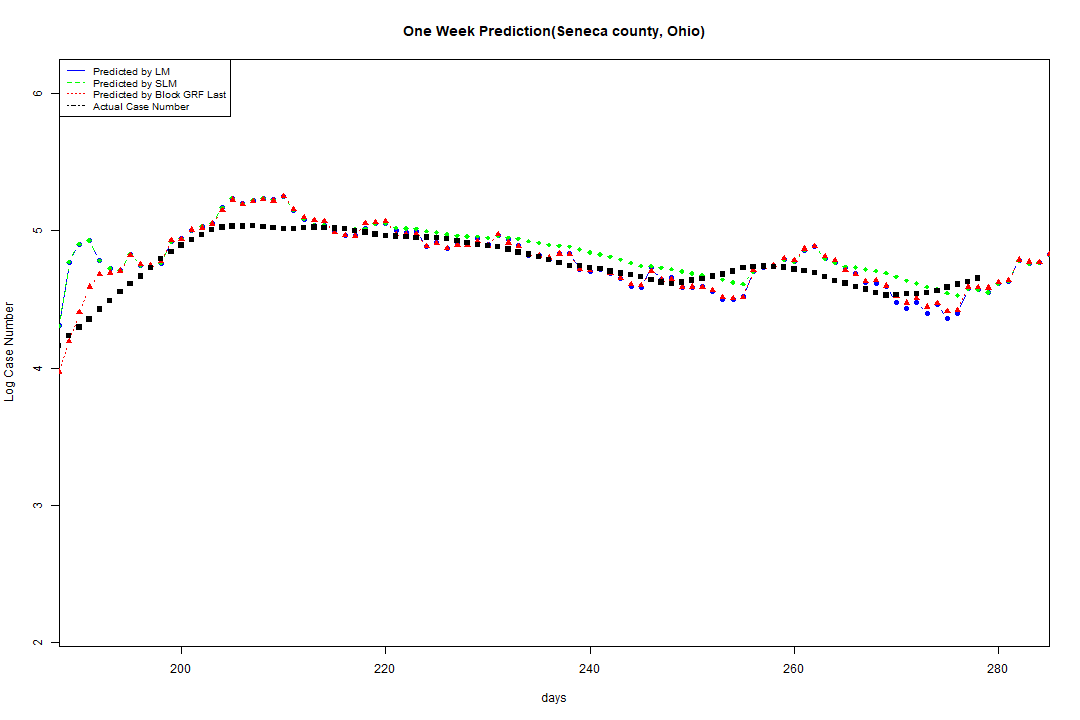 One Week Prediction(Seneca county, Ohio)
Predicted by LM
Predicted by SLM
Predicted by Block GRF Last
Actual Case Number
6
5
4
3
2
Log Case Number
200 220 240 260 280
days